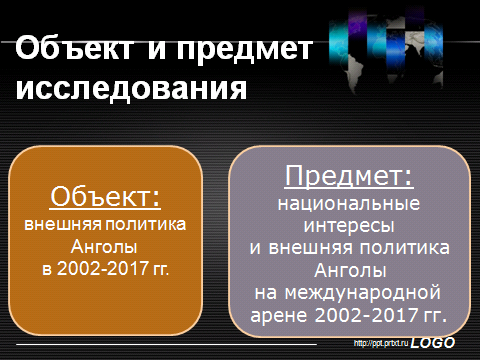 Объект и предмет
исследования
Объект:
внешняя политика
Анголы
в 2002-2017 гг.
Предмет:
национальные
интересы
и внешняя политика
Анголы
на международной
арене 2002-2017 гг.
http://ppt.prtxt.ru LOGO